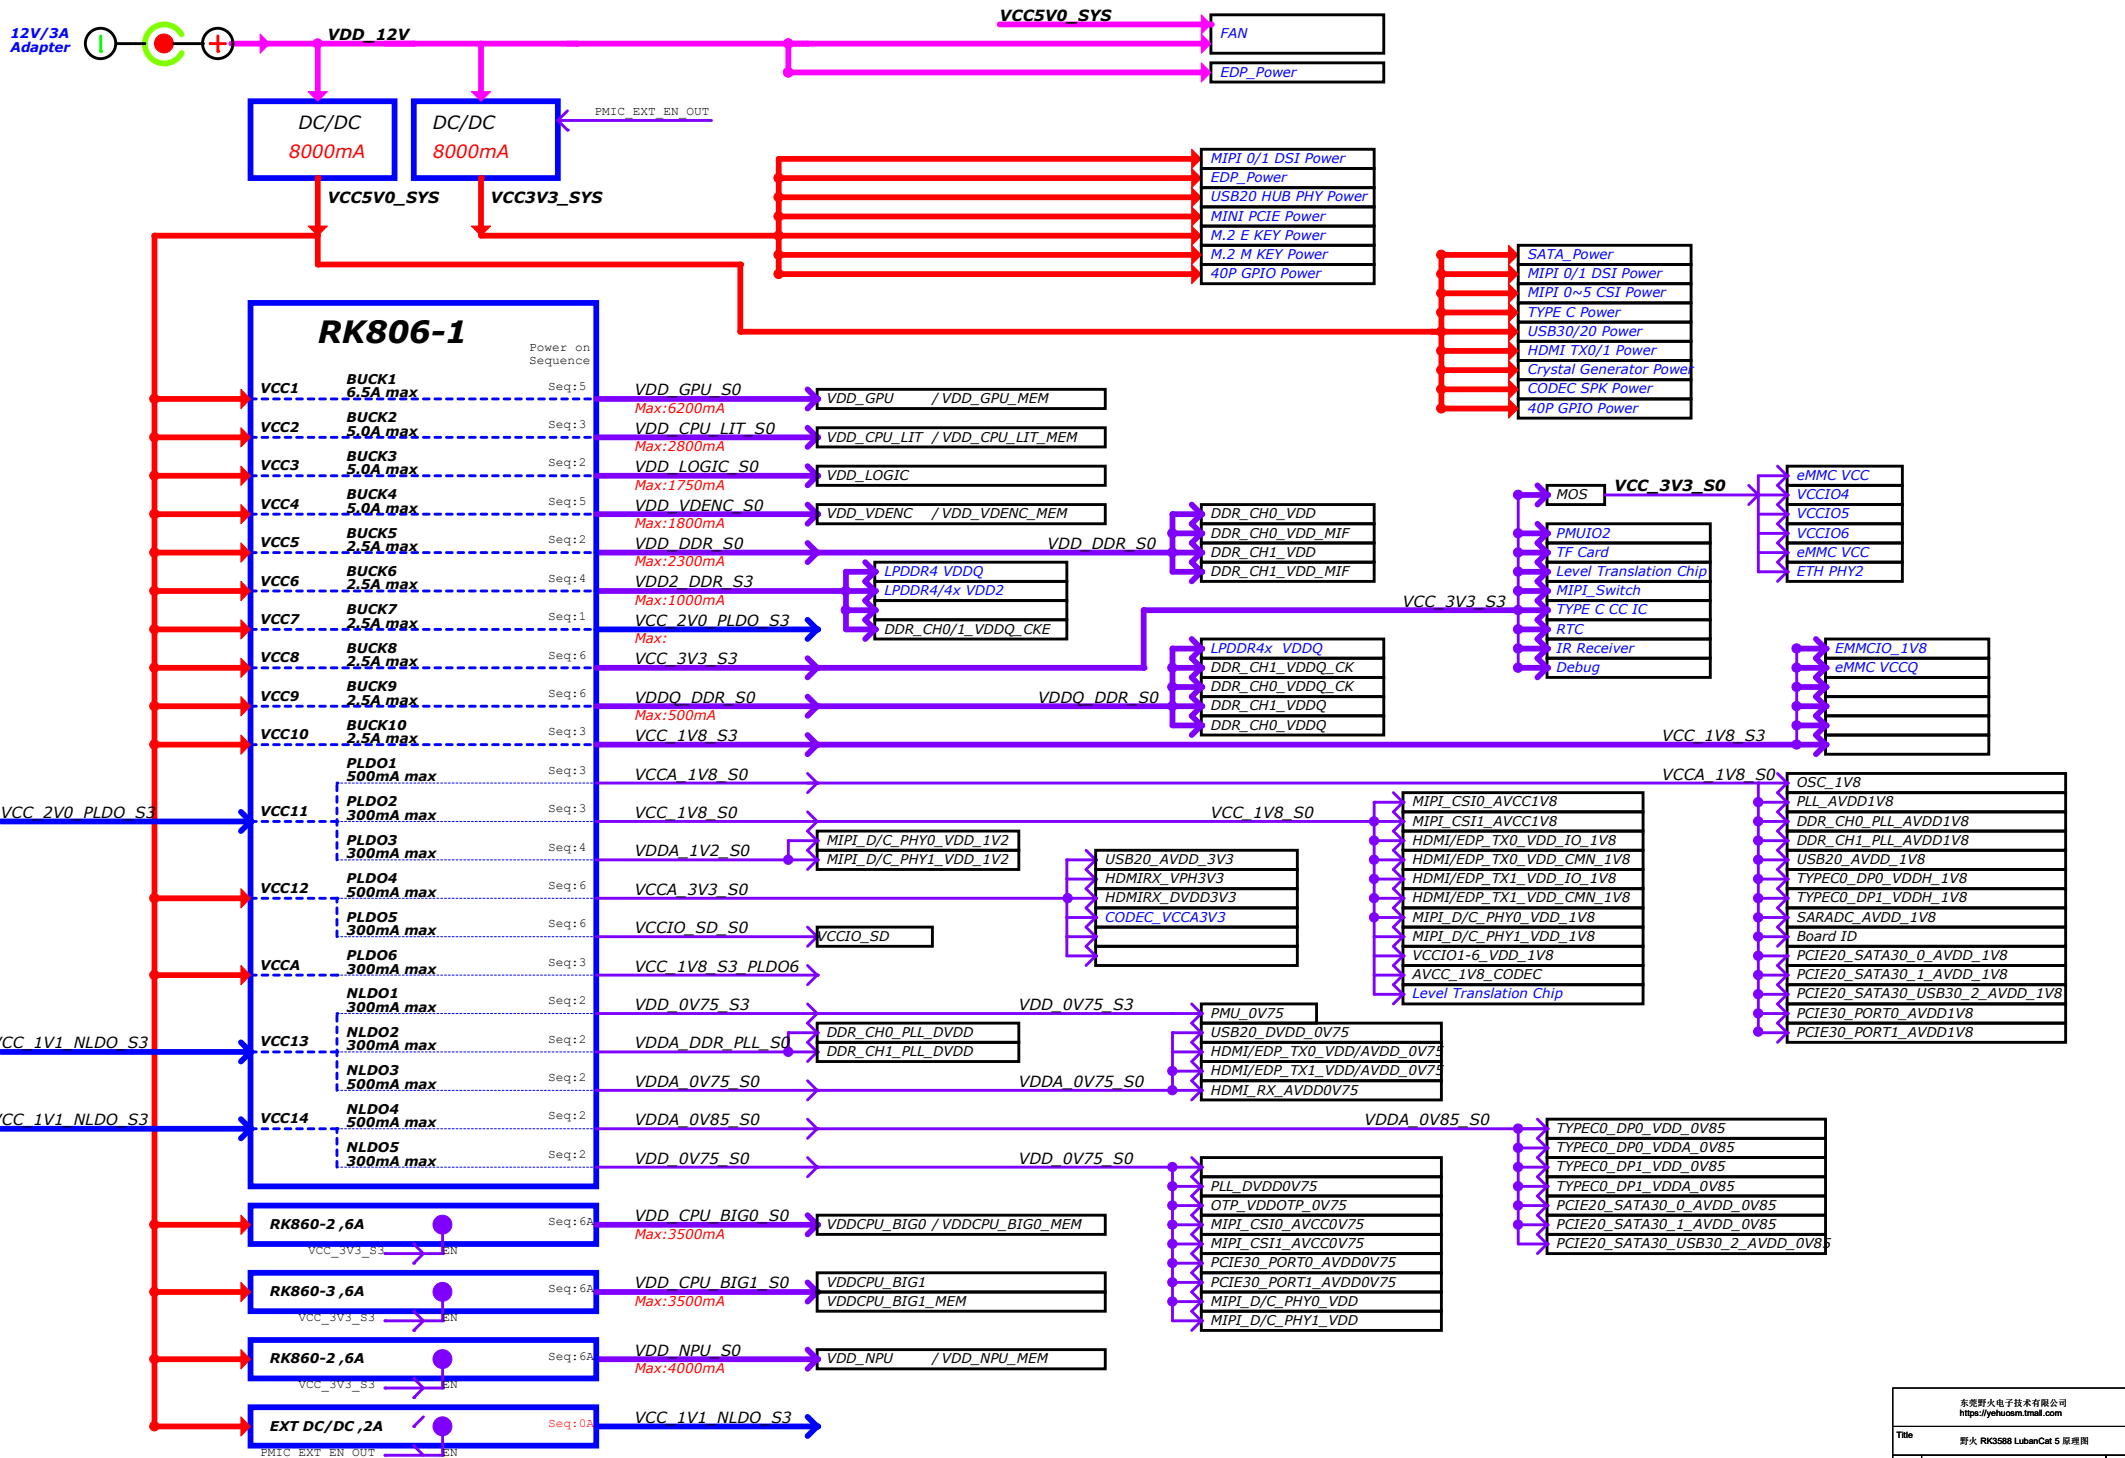 12V/3A
Adapter
VDD_12V
VCC5V0_SYS
FAN
EDP_Power
DC/DC
8000mA
DC/DC
8000mA
PMIC_EXT_EN_OUT
VCC5V0_SYS
VCC3V3_SYS
MIPI 0/1 DSI Power
EDP_Power
USB20 HUB PHY Power
MINI PCIE Power
M.2 E KEY Power
M.2 M KEY Power
40P GPIO Power
SATA_Power
MIPI 0/1 DSI Power
MIPI 0~5 CSI Power
TYPE C Power
USB30/20 Power
HDMI TX0/1 Power
Crystal Generator Power
CODEC SPK Power
40P GPIO Power
RK806-1
Power on
Sequence
VCC1 BUCK1 6.5A max Seq:5 VDD_GPU_S0 Max:6200mA
VDD_GPU / VDD_GPU_MEM
VCC2 BUCK2 5.0A max Seq:3 VDD_CPU_LIT_S0 Max:2800mA
VDD_CPU_LIT / VDD_CPU_LIT_MEM
VCC3 BUCK3 5.0A max Seq:2 VDD_LOGIC_S0 Max:1750mA
VDD_LOGIC
VCC4 BUCK4 5.0A max Seq:5 VDD_VDENC_S0 Max:1800mA
VDD_VDENC / VDD_VDENC_MEM
VCC5 BUCK5 2.5A max Seq:2 VDD_DDR_S0 Max:2300mA
VDD_DDR_S0
DDR_CH0_VDD
DDR_CH0_VDD_MIF
DDR_CH1_VDD
DDR_CH1_VDD_MIF
VCC6 BUCK6 2.5A max Seq:4 VDD2_DDR_S3 Max:1000mA
LPDDR4 VDDQ
LPDDR4/4x VDD2
DDR_CH0/1_VDDQ_CKE
VCC7 BUCK7 2.5A max Seq:1 VCC_2V0_PLDO_S3 Max:
VCC8 BUCK8 2.5A max Seq:6 VCC_3V3_S3
VCC_3V3_S3
MOS
VCC_3V3_S0
eMMC VCC
VCCIO4
VCCIO5
VCCIO6
eMMC VCC
ETH PHY2
PMUIO2
TF Card
Level Translation Chip
MIPI_Switch
TYPE C CC IC
RTC
IR Receiver
Debug
VCC9 BUCK9 2.5A max Seq:6 VDDQ_DDR_S0 Max:500mA
VDDQ_DDR_S0
LPDDR4x VDDQ
DDR_CH1_VDDQ_CK
DDR_CH0_VDDQ_CK
DDR_CH1_VDDQ
DDR_CH0_VDDQ
VCC10 BUCK10 2.5A max Seq:3 VCC_1V8_S3
VCC_1V8_S3
EMMCIO_1V8
eMMC VCCQ
PLDO1 500mA max Seq:3 VCCA_1V8_S0
VCCA_1V8_S0
OSC_1V8
PLL_AVDD1V8
DDR_CH0_PLL_AVDD1V8
DDR_CH1_PLL_AVDD1V8
USB20_AVDD_1V8
TYPEC0_DP0_VDDH_1V8
TYPEC0_DP1_VDDH_1V8
SARADC_AVDD_1V8
Board ID
PCIE20_SATA30_0_AVDD_1V8
PCIE20_SATA30_1_AVDD_1V8
PCIE20_SATA30_USB30_2_AVDD_1V8
PCIE30_PORT0_AVDD1V8
PCIE30_PORT1_AVDD1V8
VCC_2V0_PLDO_S3
VCC11 PLDO2 300mA max Seq:3 VCC_1V8_S0
VCC_1V8_S0
MIPI_CSI0_AVCC1V8
MIPI_CSI1_AVCC1V8
HDMI/EDP_TX0_VDD_IO_1V8
HDMI/EDP_TX0_VDD_CMN_1V8
HDMI/EDP_TX1_VDD_IO_1V8
HDMI/EDP_TX1_VDD_CMN_1V8
MIPI_D/C_PHY0_VDD_1V8
MIPI_D/C_PHY1_VDD_1V8
VCCIO1-6_VDD_1V8
AVCC_1V8_CODEC
Level Translation Chip
PLDO3 300mA max Seq:4 VDDA_1V2_S0
MIPI_D/C_PHY0_VDD_1V2
MIPI_D/C_PHY1_VDD_1V2
VCC12 PLDO4 500mA max Seq:6 VCCA_3V3_S0
USB20_AVDD_3V3
HDMIRX_VPH3V3
HDMIRX_DVDD3V3
CODEC_VCCA3V3
PLDO5 300mA max Seq:6 VCCIO_SD_S0
VCCIO_SD
VCCA PLDO6 300mA max Seq:3 VCC_1V8_S3_PLDO6
NLDO1 300mA max Seq:2 VDD_0V75_S3
VDD_0V75_S3
PMU_0V75
VCC_1V1_NLDO_S3
VCC13 NLDO2 300mA max Seq:2 VDDA_DDR_PLL_S0
DDR_CH0_PLL_DVDD
DDR_CH1_PLL_DVDD
NLDO3 500mA max Seq:2 VDDA_0V75_S0
VDDA_0V75_S0
USB20_DVDD_0V75
HDMI/EDP_TX0_VDD/AVDD_0V75
HDMI/EDP_TX1_VDD/AVDD_0V75
HDMI_RX_AVDD0V75
VCC_1V1_NLDO_S3
VCC14 NLDO4 500mA max Seq:2 VDDA_0V85_S0
VDDA_0V85_S0
TYPEC0_DP0_VDD_0V85
TYPEC0_DP0_VDDA_0V85
TYPEC0_DP1_VDD_0V85
TYPEC0_DP1_VDDA_0V85
PCIE20_SATA30_0_AVDD_0V85
PCIE20_SATA30_1_AVDD_0V85
PCIE20_SATA30_USB30_2_AVDD_0V85
NLDO5 300mA max Seq:2 VDD_0V75_S0
VDD_0V75_S0
PLL_DVDD0V75
OTP_VDDOTP_0V75
MIPI_CSI0_AVCC0V75
MIPI_CSI1_AVCC0V75
PCIE30_PORT0_AVDD0V75
PCIE30_PORT1_AVDD0V75
MIPI_D/C_PHY0_VDD
MIPI_D/C_PHY1_VDD
RK860-2 ,6A Seq:6A VDD_CPU_BIG0_S0 Max:3500mA
VDDCPU_BIG0 / VDDCPU_BIG0_MEM
VCC_3V3_S3 EN
RK860-3 ,6A Seq:6A VDD_CPU_BIG1_S0 Max:3500mA
VDDCPU_BIG1
VDDCPU_BIG1_MEM
VCC_3V3_S3 EN
RK860-2 ,6A Seq:6A VDD_NPU_S0 Max:4000mA
VDD_NPU / VDD_NPU_MEM
VCC_3V3_S3 EN
EXT DC/DC ,2A Seq:0A VCC_1V1_NLDO_S3
PMIC_EXT_EN_OUT EN
东莞野火电子技术有限公司
https://yehuosm.tmall.com
Title
野火 RK3588 LubanCat 5 原理图